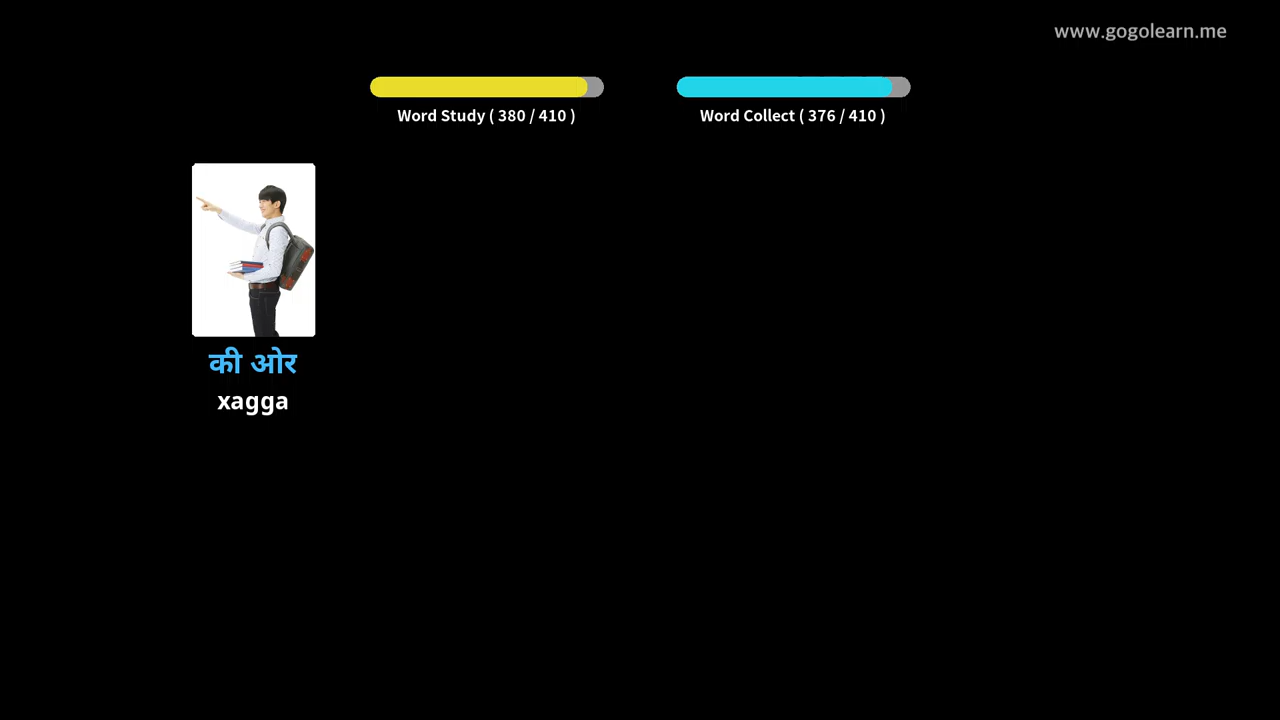 www.gogolearn.me
Word Study ( 380 / 410 )
Word Collect ( 376 / 410 )
की ओर
xagga